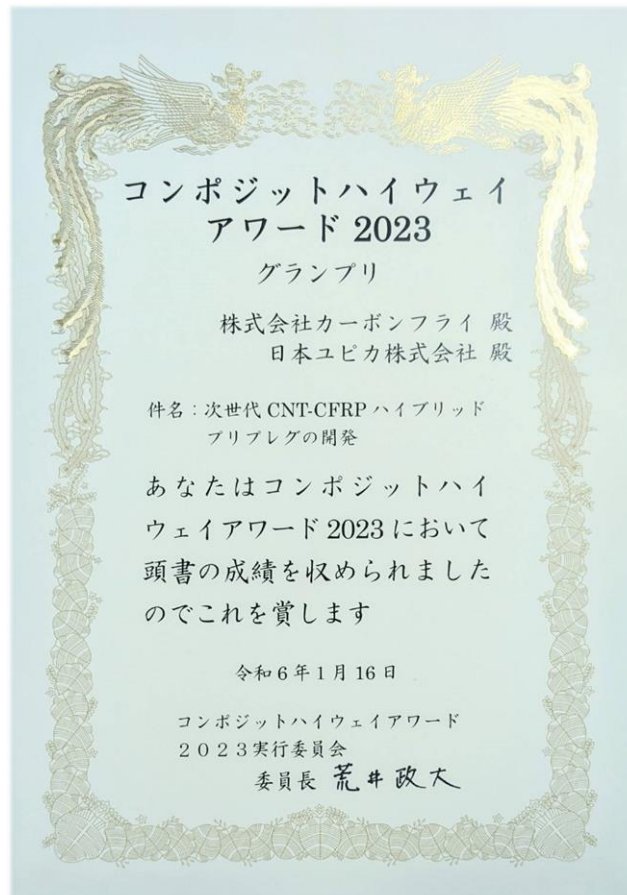 コンポジットハイウェイ
アワード 2023
グランプリ
株式会社カーボンフライ 殿
日本ユピカ株式会社 殿
件名：次世代 CNT-CFRP ハイブリッド
プリプレグの開発
あなたはコンポジットハイ
ウェイアワード 2023 において
頭書の成績を収められました
のでこれを賞します
令和 6 年 1 月 16 日
コンポジットハイウェイアワード
２０２３実行委員会
委員長 荒井政大